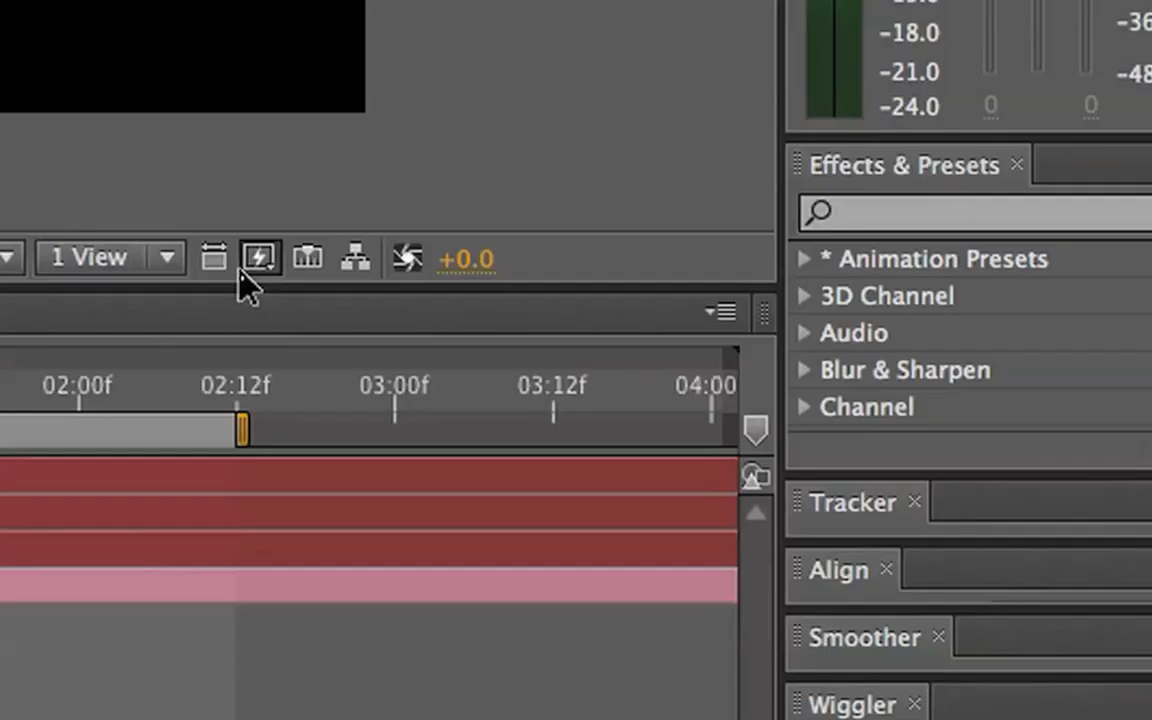 -18.0
-21.0
-24.0
-36
-48
0 0
Effects & Presets
1 View
+0.0
* Animation Presets
3D Channel
Audio
Blur & Sharpen
Channel
02:00f 02:12f 03:00f 03:12f 04:00
Tracker
Align
Smoother
Wiggler